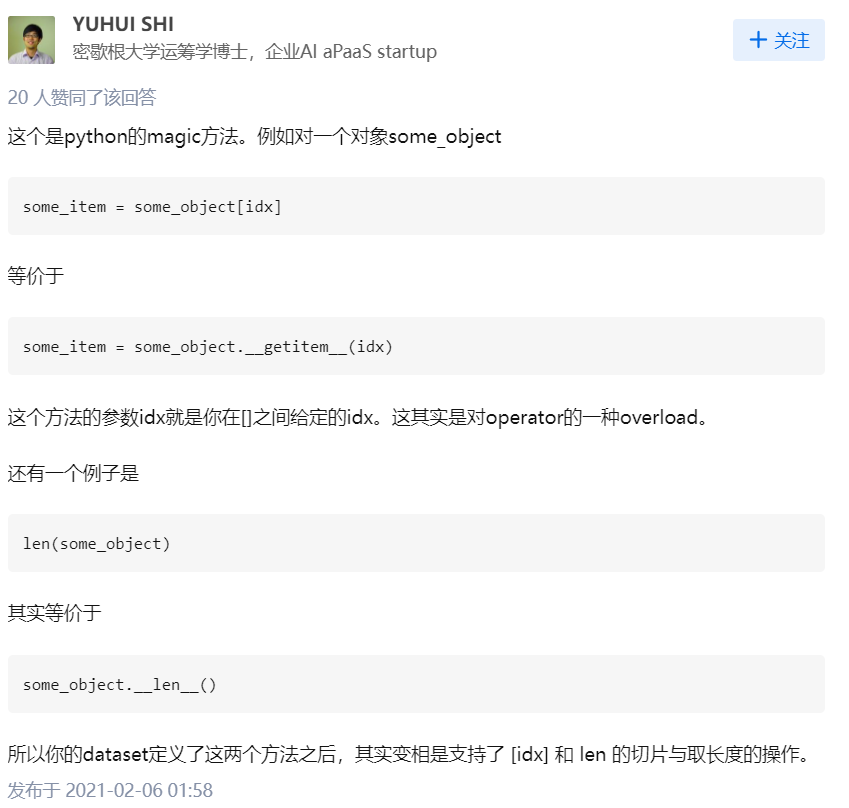 YUHUI SHI
密歇根大学运筹学博士，企业AI aPaaS startup
+ 关注
20 人赞同了该回答
这个是python的magic方法。例如对一个对象some_object
some_item = some_object[idx]
等价于
some_item = some_object.__getitem__(idx)
这个方法的参数idx就是你在[]之间给定的idx。这其实是对operator的一种overload。
还有一个例子是
len(some_object)
其实等价于
some_object.__len__()
所以你的dataset定义了这两个方法之后，其实变相是支持了 [idx] 和 len 的切片与取长度的操作。
发布于 2021-02-06 01:58